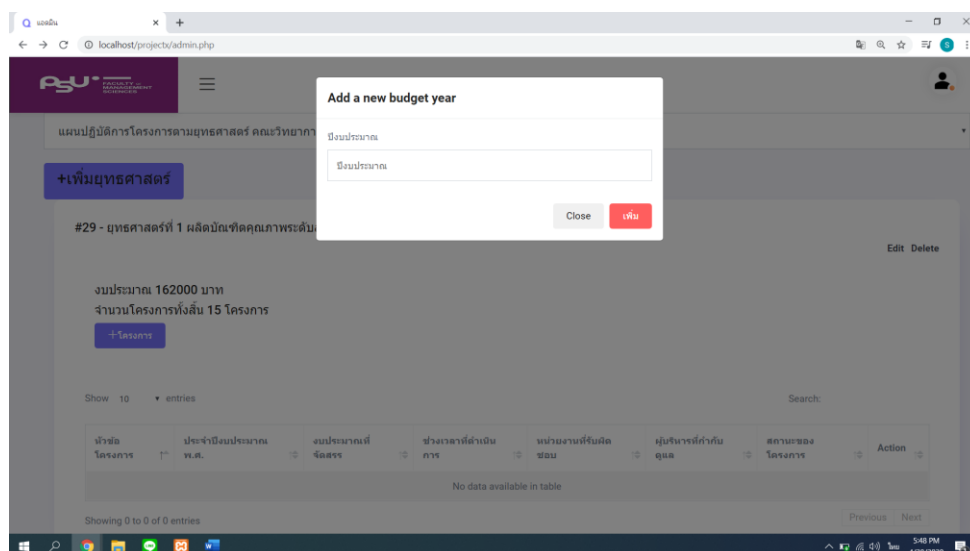 แอดมิน
localhost/projectx/admin.php
S
PSU FACULTY OF
MANAGEMENT
SCIENCES
Add a new budget year
แผนปฏิบัติการโครงการตามยุทธศาสตร์ คณะวิทยากา
ปีงบประมาณ
ปีงบประมาณ
+เพิ่มยุทธศาสตร์
Close เพิ่ม
#29 - ยุทธศาสตร์ที่ 1 ผลิตบัณฑิตคุณภาพระดับ
Edit Delete
งบประมาณ 162000 บาท
จำนวนโครงการทั้งสิ้น 15 โครงการ
+โครงการ
Show 10 entries Search:
หัวข้อ ประจำปีงบประมาณ งบประมาณที่ ช่วงเวลาที่ดำเนิน หน่วยงานที่รับผิด ผู้บริหารที่กำกับ สถานะของ Action
โครงการ พ.ศ. จัดสรร การ ชอบ ดูแล โครงการ
No data available in table
Showing 0 to 0 of 0 entries Previous Next
5:48 PM